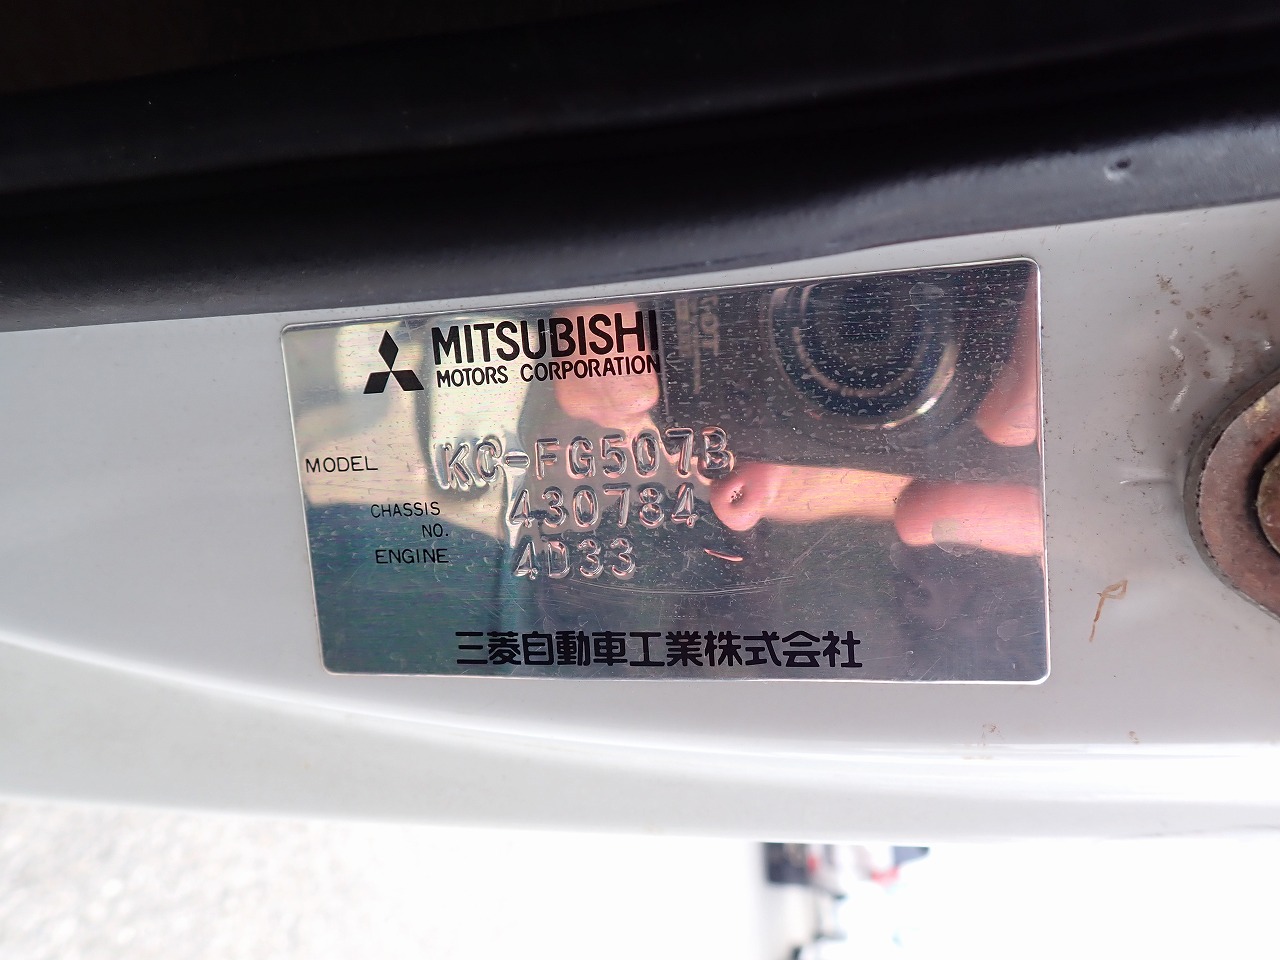 MITSUBISHI
MOTORS CORPORATION
MODEL KC-FG507B
CHASSIS NO. 430784
ENGINE 4D33
三菱自動車工業株式会社